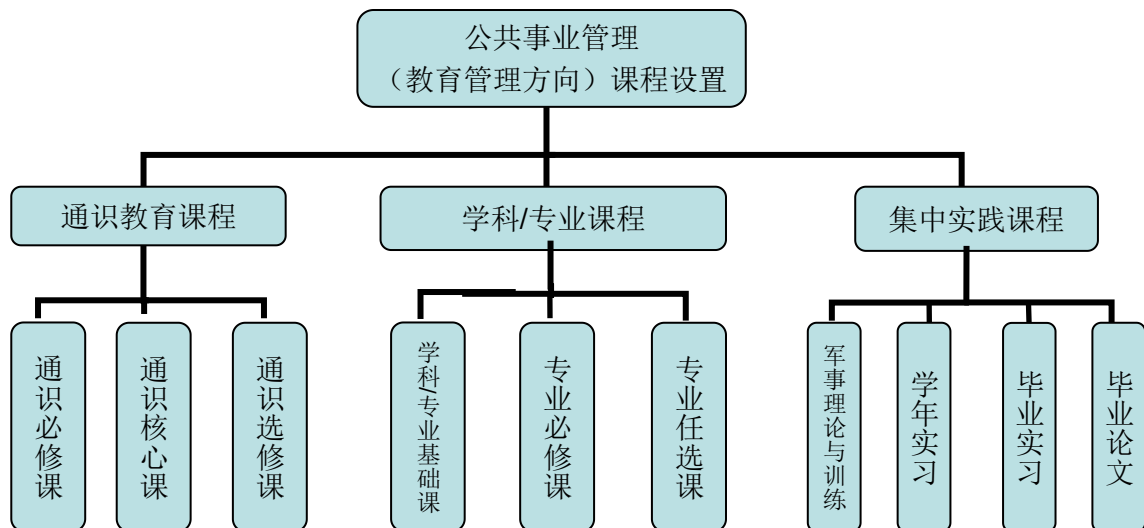 公共事业管理
（教育管理方向）课程设置
通识教育课程
学科/专业课程
集中实践课程
通识必修课
通识核心课
通识选修课
学科/专业基础课
专业必修课
专业任选课
军事理论与训练
学年实习
毕业实习
毕业论文